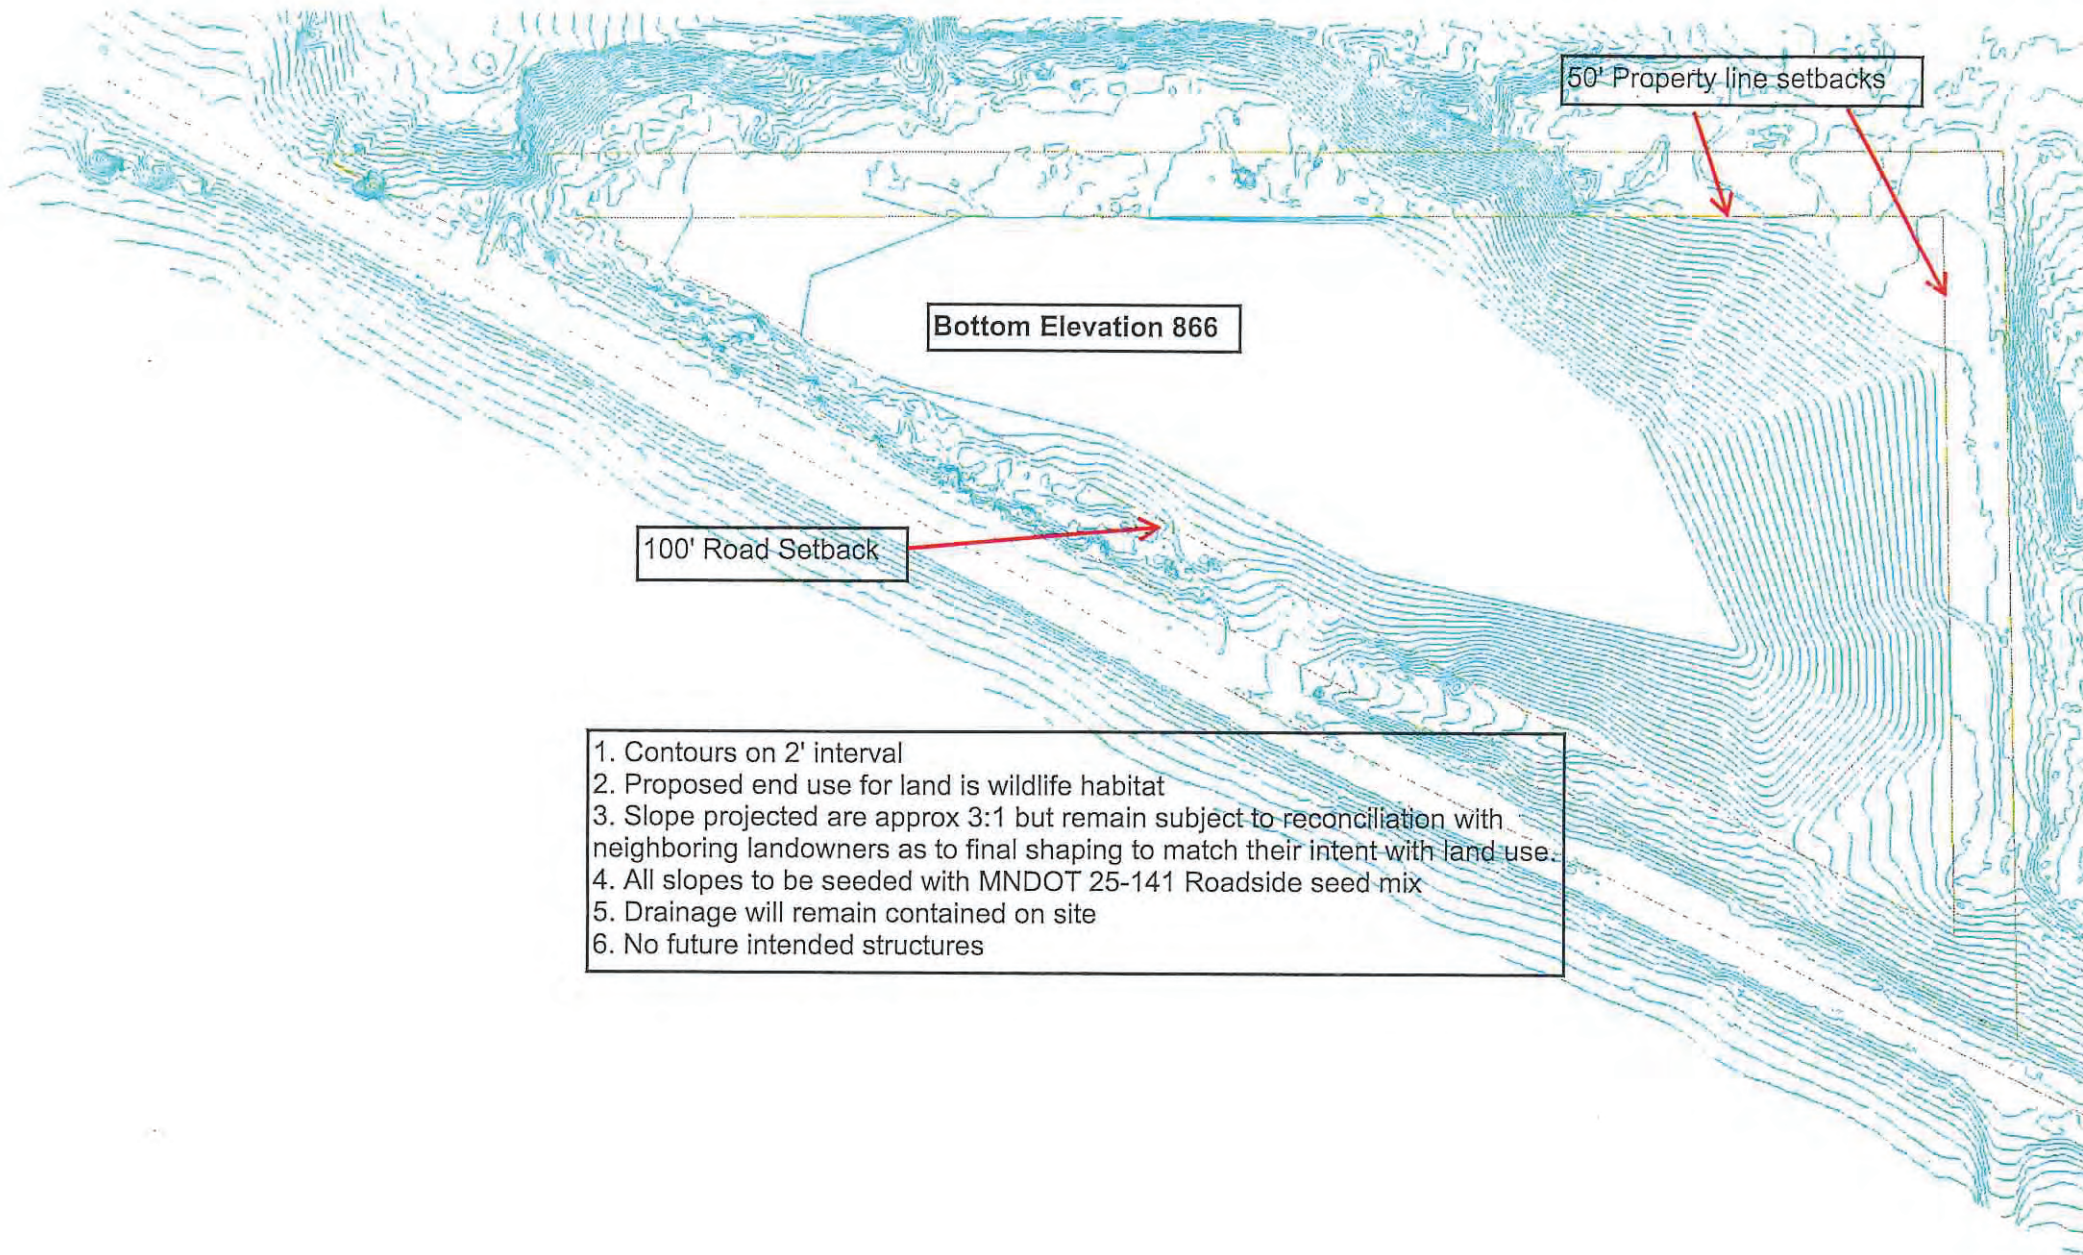 50' Property line setbacks
Bottom Elevation 866
100' Road Setback
1. Contours on 2' interval
2. Proposed end use for land is wildlife habitat
3. Slope projected are approx 3:1 but remain subject to reconciliation with
neighboring landowners as to final shaping to match their intent with land use.
4. All slopes to be seeded with MNDOT 25-141 Roadside seed mix
5. Drainage will remain contained on site
6. No future intended structures